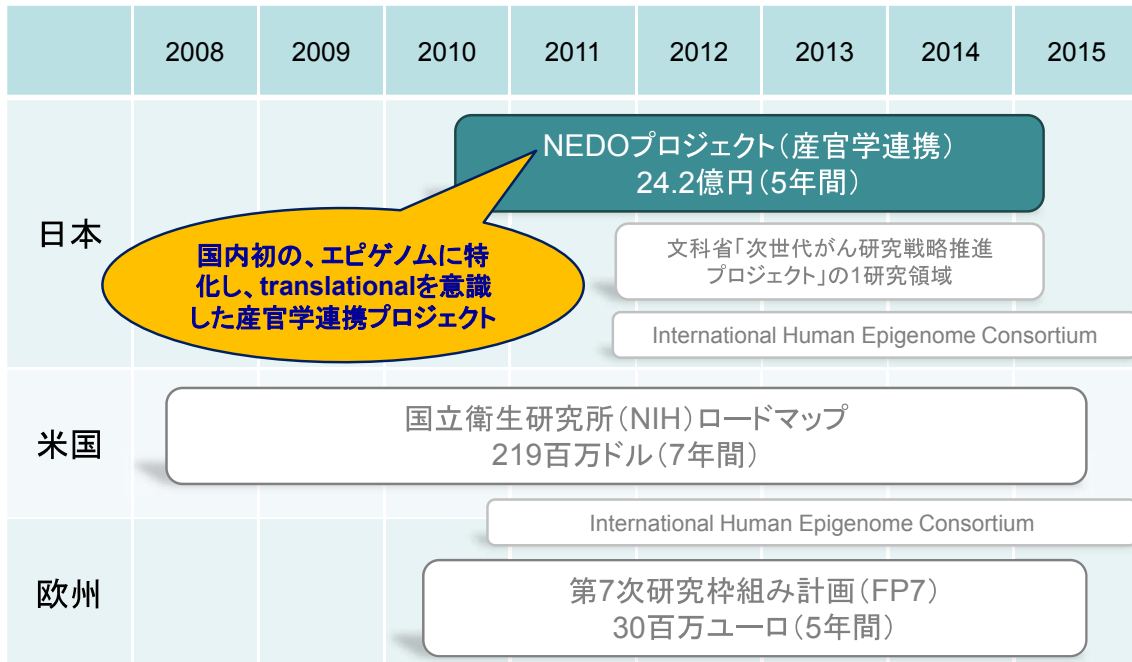 2008 2009 2010 2011 2012 2013 2014 2015
日本
NEDOプロジェクト(産官学連携)
24.2億円(5年間)
国内初の、エピゲノムに特
化し、translationalを意識
した産官学連携プロジェクト
文科省「次世代がん研究戦略推進
プロジェクト」の1研究領域
International Human Epigenome Consortium
米国
国立衛生研究所(NIH)ロードマップ
219百万ドル(7年間)
International Human Epigenome Consortium
欧州
第7次研究枠組み計画(FP7)
30百万ユーロ(5年間)